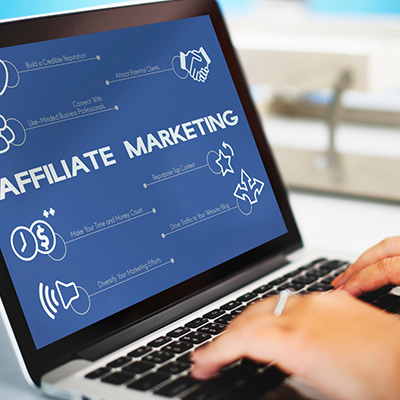 Build a Credible Reputation
Attract Potential Clients
Connect With
Like-Minded Business Professionals
AFFILIATE MARKETING
Repurpose Top Content
Make Your Time and Money Count
Drive Traffic to Your Website/Blog
Diversify Your Marketing Efforts